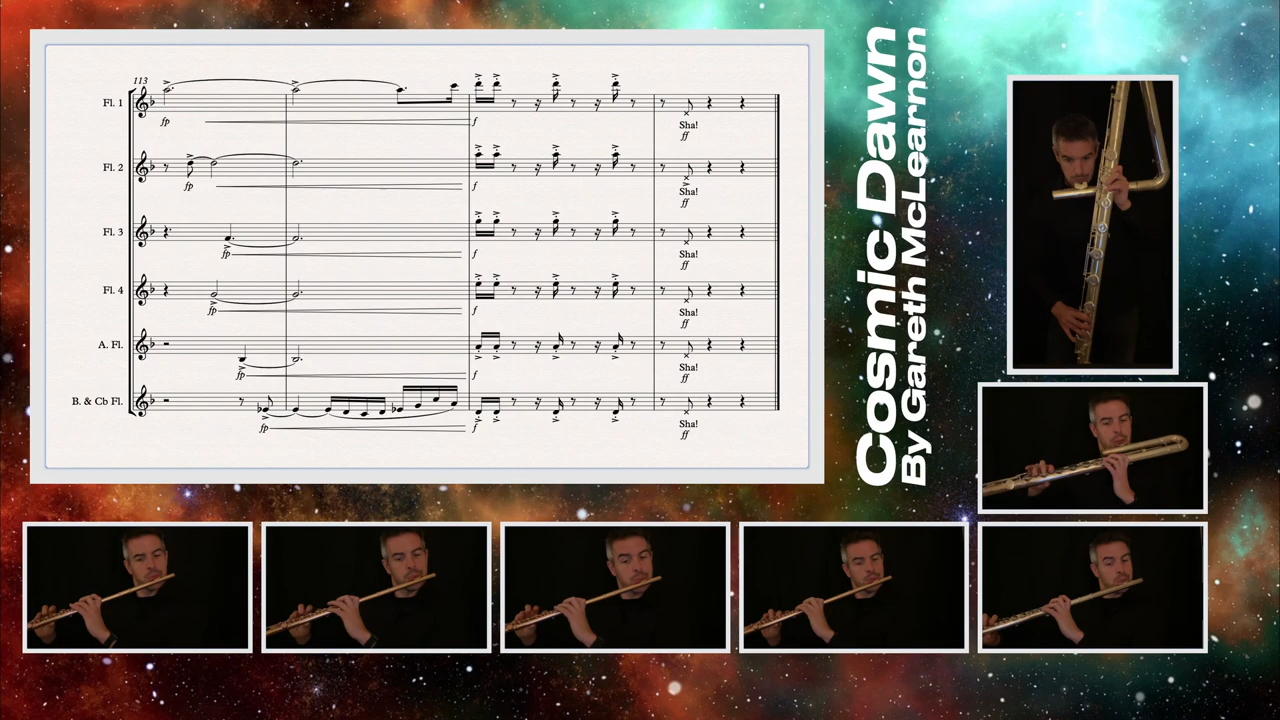 113
Fl. 1
fp
f
Sha!
ff
Fl. 2
fp
f
Sha!
ff
Fl. 3
fp
f
Sha!
ff
Fl. 4
fp
f
Sha!
ff
A. Fl.
fp
f
Sha!
ff
B. & Cb Fl.
fp
f
Sha!
ff
Cosmic Dawn
By Gareth McLearnon